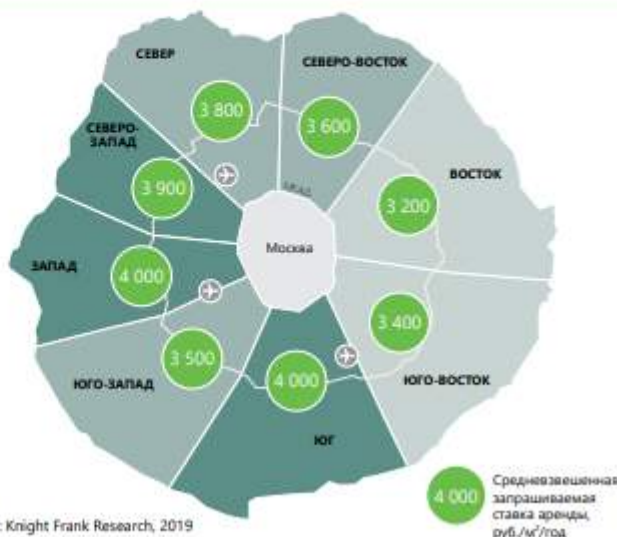 СЕВЕР
СЕВЕРО-ВОСТОК
3 800
3 600
СЕВЕРО-
ЗАПАД
3 900
МКАД
ВОСТОК
3 200
Москва
ЗАПАД
4 000
3 400
3 500
ЮГО-ЗАПАД
4 000
ЮГО-ВОСТОК
ЮГ
4 000
Средневзвешенная
запрашиваемая
ставка аренды,
руб./м²/год
: Knight Frank Research, 2019